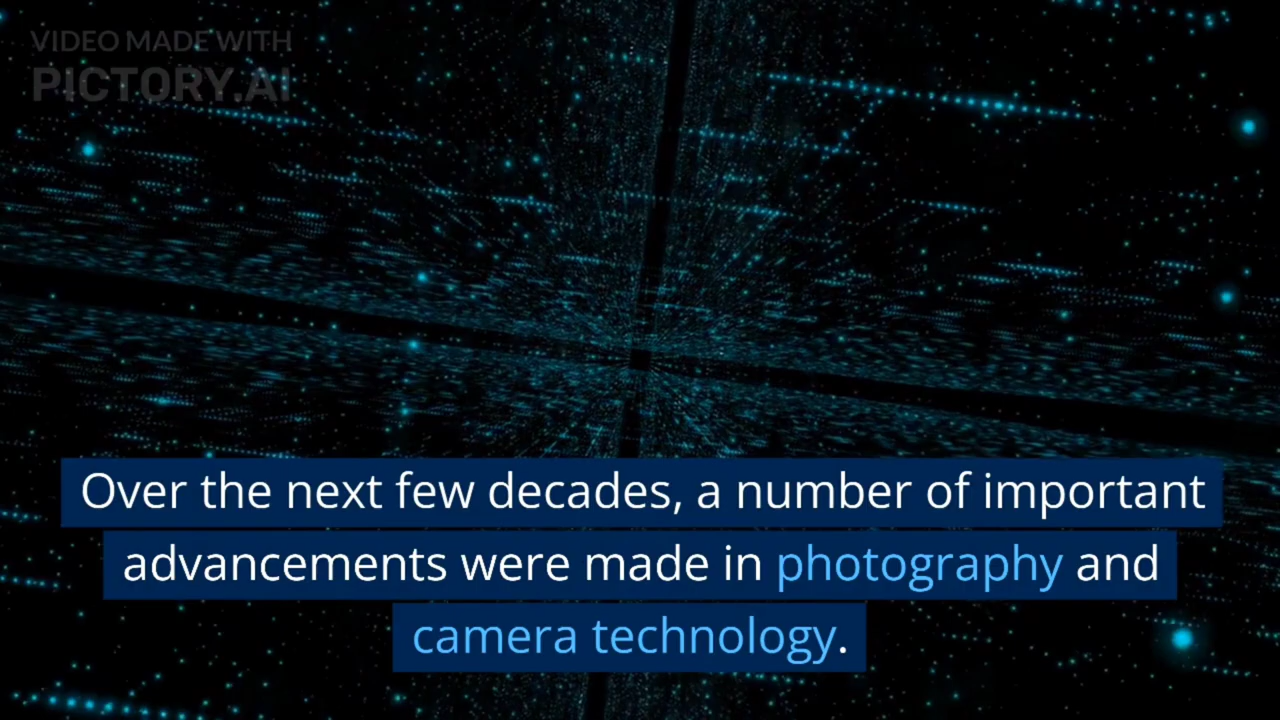 VIDEO MADE WITH
PICTORY.AI
Over the next few decades, a number of important
advancements were made in photography and
camera technology.